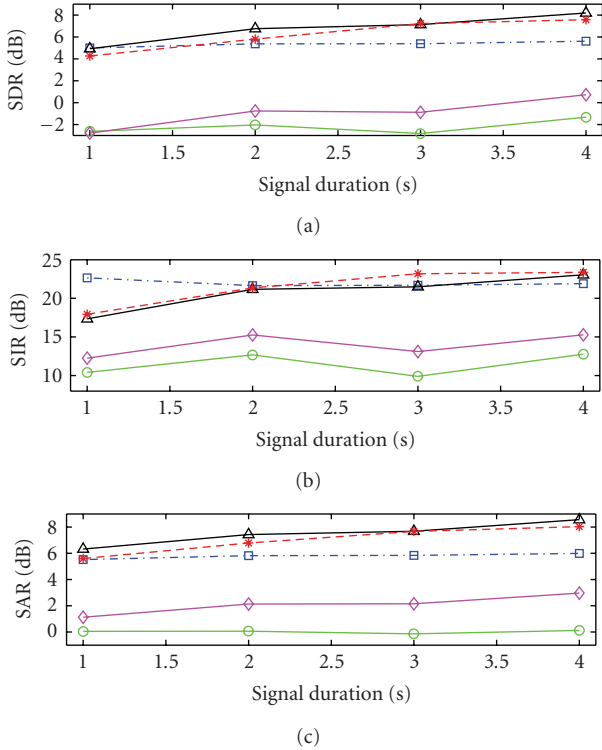 8
6
4
2
0
−2
SDR (dB)
1 1.5 2 2.5 3 3.5 4
Signal duration (s)
(a)
25
20
15
10
SIR (dB)
1 1.5 2 2.5 3 3.5 4
Signal duration (s)
(b)
8
6
4
2
0
SAR (dB)
1 1.5 2 2.5 3 3.5 4
Signal duration (s)
(c)